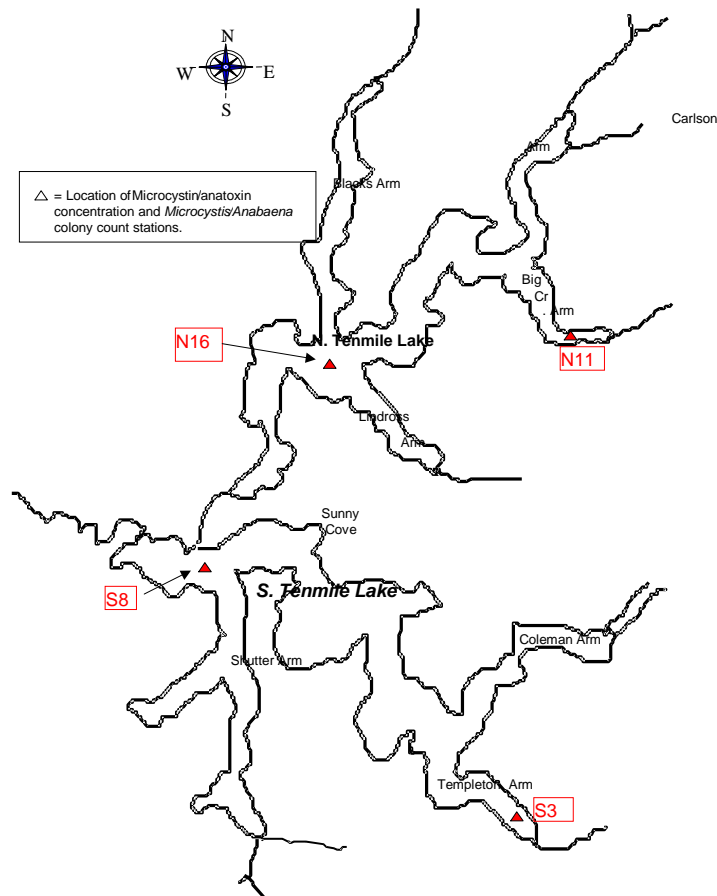 N
W E
S
Carlson
Arm
Blacks Arm
= Location of Microcystin/anatoxin
concentration and Microcystis/Anabaena
colony count stations.
Big
Cr
. Arm
N16
N. Tenmile Lake
N11
Lindross
Arm
Sunny
Cove
S8
S. Tenmile Lake
Coleman Arm
Shutter Arm
Templeton Arm
S3